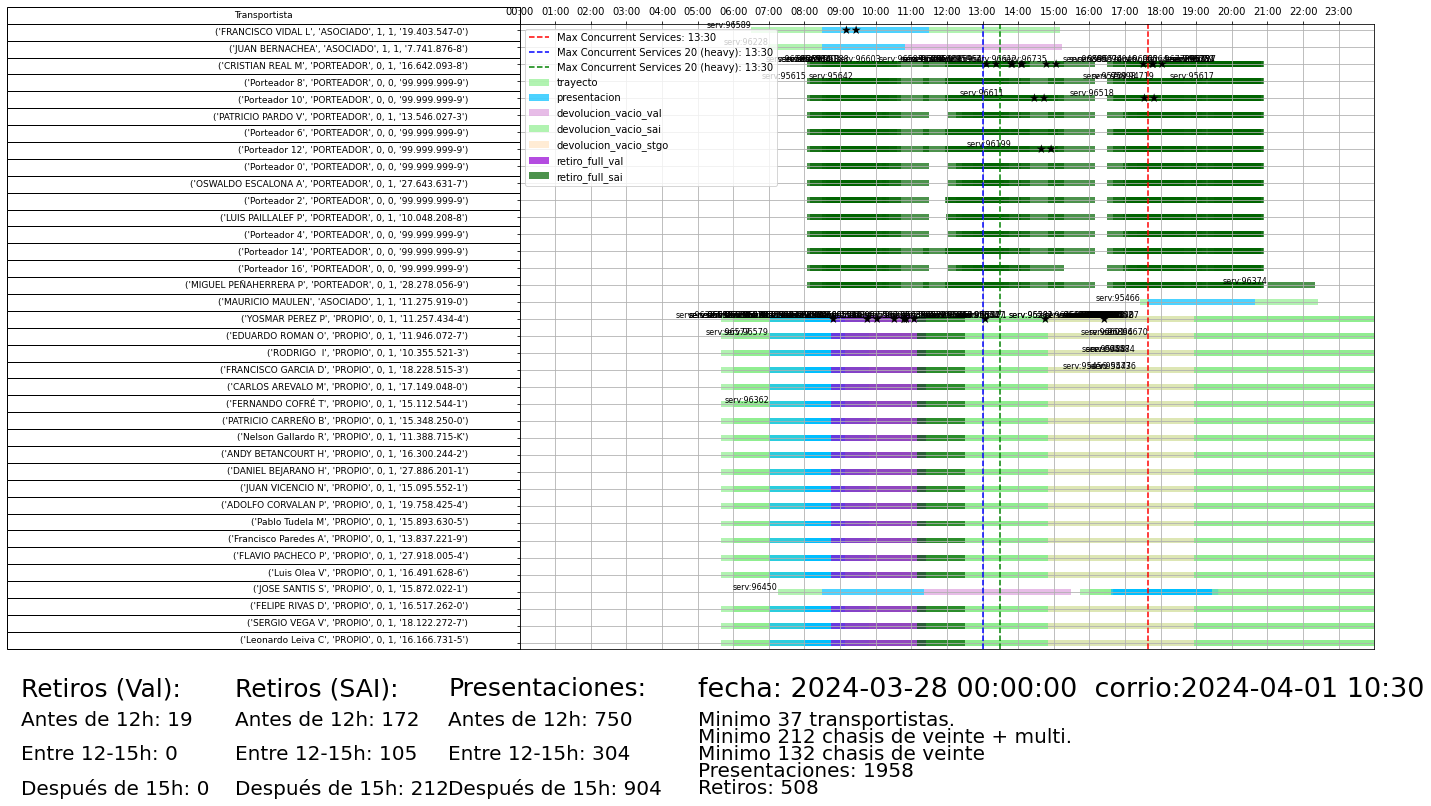 Transportista
00:00 01:00 02:00 03:00 04:00 05:00 06:00 07:00 08:00 09:00 10:00 11:00 12:00 13:00 14:00 15:00 16:00 17:00 18:00 19:00 20:00 21:00 22:00 23:00
('FRANCISCO VIDAL L', 'ASOCIADO', 1, 1, '19.403.547-0')
('JUAN BERNACHEA', 'ASOCIADO', 1, 1, '7.741.876-8')
('CRISTIAN REAL M', 'PORTEADOR', 0, 1, '16.642.093-8')
('Porteador 8', 'PORTEADOR', 0, 0, '99.999.999-9')
('Porteador 10', 'PORTEADOR', 0, 0, '99.999.999-9')
('PATRICIO PARDO V', 'PORTEADOR', 0, 1, '13.546.027-3')
('Porteador 6', 'PORTEADOR', 0, 0, '99.999.999-9')
('Porteador 12', 'PORTEADOR', 0, 0, '99.999.999-9')
('Porteador 0', 'PORTEADOR', 0, 0, '99.999.999-9')
('OSWALDO ESCALONA A', 'PORTEADOR', 0, 1, '27.643.631-7')
('Porteador 2', 'PORTEADOR', 0, 0, '99.999.999-9')
('LUIS PAILLALEF P', 'PORTEADOR', 0, 1, '10.048.208-8')
('Porteador 4', 'PORTEADOR', 0, 0, '99.999.999-9')
('Porteador 14', 'PORTEADOR', 0, 0, '99.999.999-9')
('Porteador 16', 'PORTEADOR', 0, 0, '99.999.999-9')
('MIGUEL PEÑAHERRERA P', 'PORTEADOR', 0, 1, '28.278.056-9')
('MAURICIO MAULEN', 'ASOCIADO', 1, 1, '11.275.919-0')
('YOSMAR PEREZ P', 'PROPIO', 0, 1, '11.257.434-4')
('EDUARDO ROMAN O', 'PROPIO', 0, 1, '11.946.072-7')
('RODRIGO  I', 'PROPIO', 0, 1, '10.355.521-3')
('FRANCISCO GARCIA D', 'PROPIO', 0, 1, '18.228.515-3')
('CARLOS AREVALO M', 'PROPIO', 0, 1, '17.149.048-0')
('FERNANDO COFRÉ T', 'PROPIO', 0, 1, '15.112.544-1')
('PATRICIO CARREÑO B', 'PROPIO', 0, 1, '15.348.250-0')
('Nelson Gallardo R', 'PROPIO', 0, 1, '11.388.715-K')
('ANDY BETANCOURT H', 'PROPIO', 0, 1, '16.300.244-2')
('DANIEL BEJARANO H', 'PROPIO', 0, 1, '27.886.201-1')
('JUAN VICENCIO N', 'PROPIO', 0, 1, '15.095.552-1')
('ADOLFO CORVALAN P', 'PROPIO', 0, 1, '19.758.425-4')
('Pablo Tudela M', 'PROPIO', 0, 1, '15.893.630-5')
('Francisco Paredes A', 'PROPIO', 0, 1, '13.837.221-9')
('FLAVIO PACHECO P', 'PROPIO', 0, 1, '27.918.005-4')
('Luis Olea V', 'PROPIO', 0, 1, '16.491.628-6')
('JOSE SANTIS S', 'PROPIO', 0, 1, '15.872.022-1')
('FELIPE RIVAS D', 'PROPIO', 0, 1, '16.517.262-0')
('SERGIO VEGA V', 'PROPIO', 0, 1, '18.122.272-7')
('Leonardo Leiva C', 'PROPIO', 0, 1, '16.166.731-5')
Max Concurrent Services: 13:30
Max Concurrent Services 20 (heavy): 13:30
Max Concurrent Services 20 (heavy): 13:30
trayecto
presentacion
devolucion_vacio_val
devolucion_vacio_sai
devolucion_vacio_stgo
retiro_full_val
retiro_full_sai
serv:96589
serv:96228
serv:95615 serv:95642 serv:95617
serv:96611 serv:96518
serv:96199
serv:96374
serv:95466
serv:96362
serv:96450
Retiros (Val):
Antes de 12h: 19
Entre 12-15h: 0
Después de 15h: 0
Retiros (SAI):
Antes de 12h: 172
Entre 12-15h: 105
Después de 15h: 212
Presentaciones:
Antes de 12h: 750
Entre 12-15h: 304
Después de 15h: 904
fecha: 2024-03-28 00:00:00  corrio:2024-04-01 10:30
Minimo 37 transportistas.
Minimo 212 chasis de veinte + multi.
Minimo 132 chasis de veinte
Presentaciones: 1958
Retiros: 508